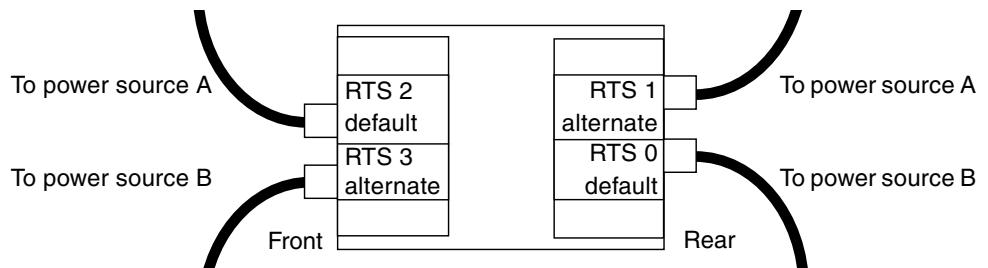 To power source A
RTS 2
default
RTS 1
alternate
To power source A
To power source B
RTS 3
alternate
RTS 0
default
To power source B
Front
Rear